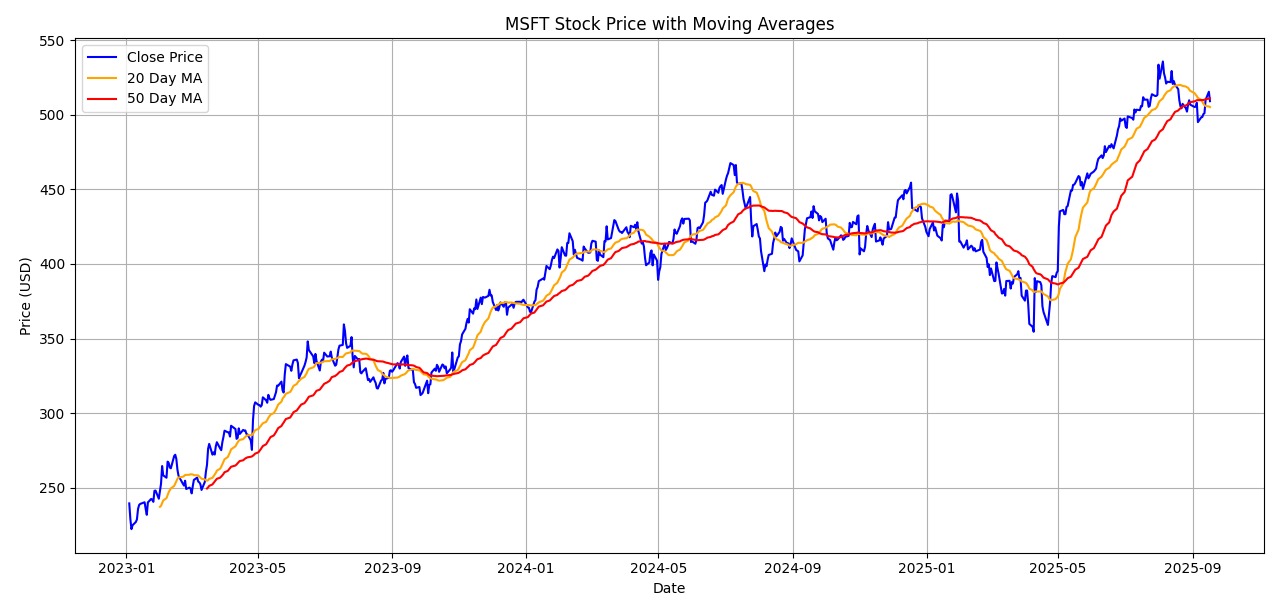 MSFT Stock Price with Moving Averages
Close Price
20 Day MA
50 Day MA
Price (USD)
550
500
450
400
350
300
250
2023-01 2023-05 2023-09 2024-01 2024-05 2024-09 2025-01 2025-05 2025-09
Date